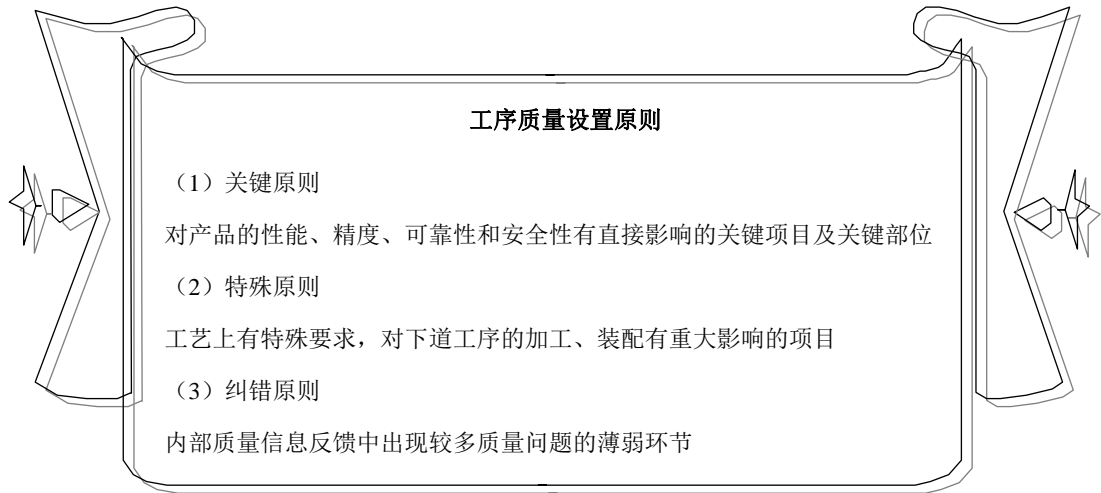 工序质量设置原则
（1）关键原则
对产品的性能、精度、可靠性和安全性有直接影响的关键项目及关键部位
（2）特殊原则
工艺上有特殊要求，对下道工序的加工、装配有重大影响的项目
（3）纠错原则
内部质量信息反馈中出现较多质量问题的薄弱环节